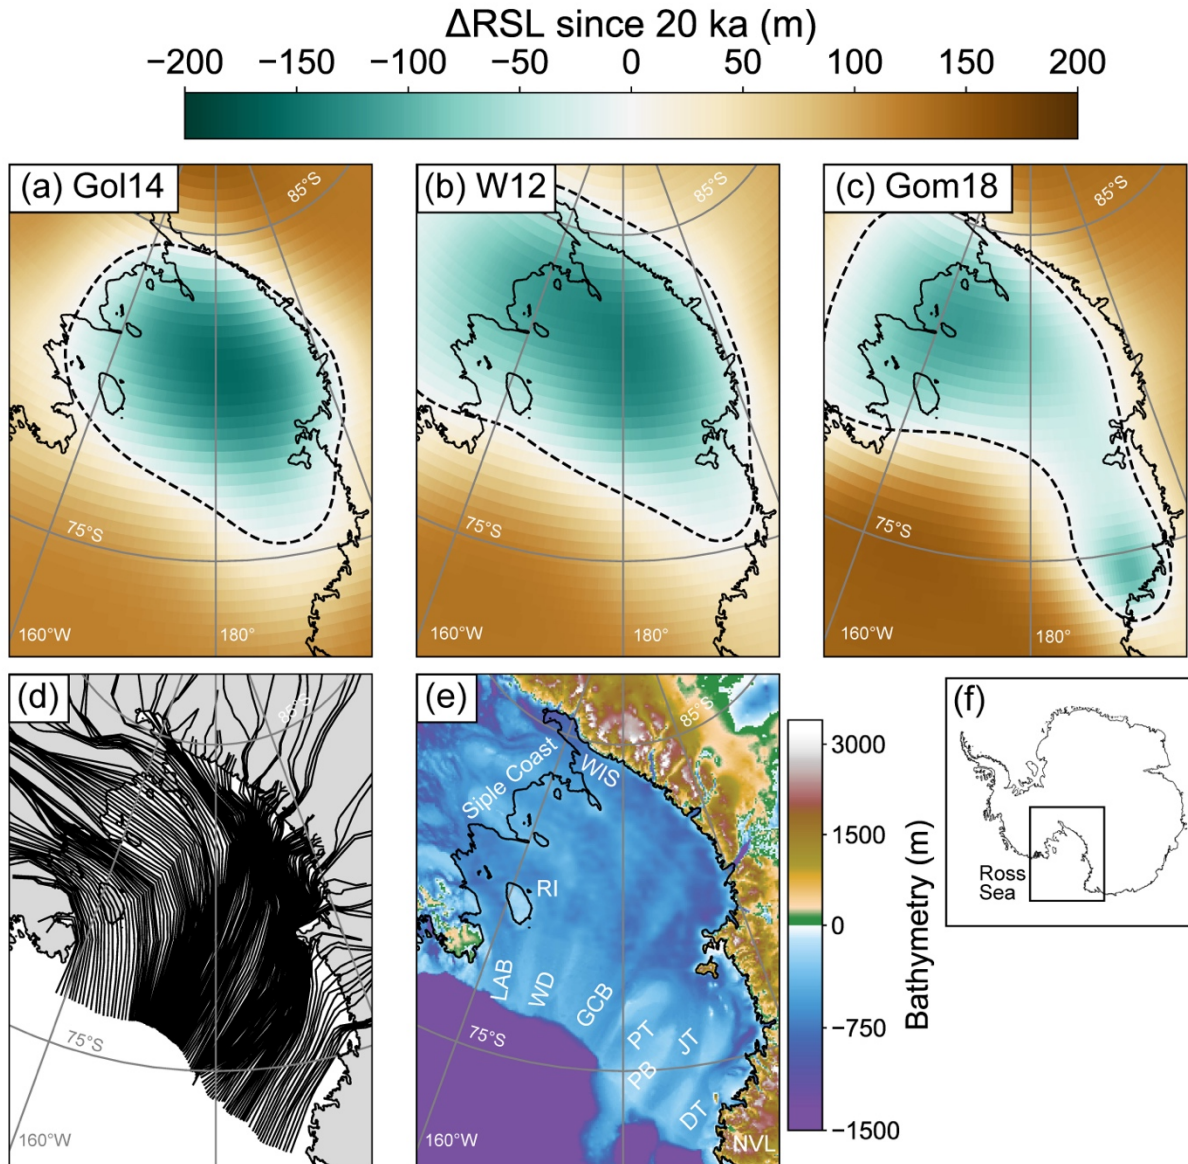 ΔRSL since 20 ka (m)
−200 −150 −100 −50 0 50 100 150 200
(a) Gol14
85°S
75°S
160°W
180°
(b) W12
85°S
75°S
160°W
180°
(c) Gom18
85°S
75°S
160°W
180°
(d)
85°S
75°S
160°W
(e)
85°S
Siple Coast
WIS
RI
LAB
WD
GCB
PT
JT
PB
DT
75°S
160°W
NVL
3000
1500
0
−750
−1500
Bathymetry (m)
(f)
Ross
Sea